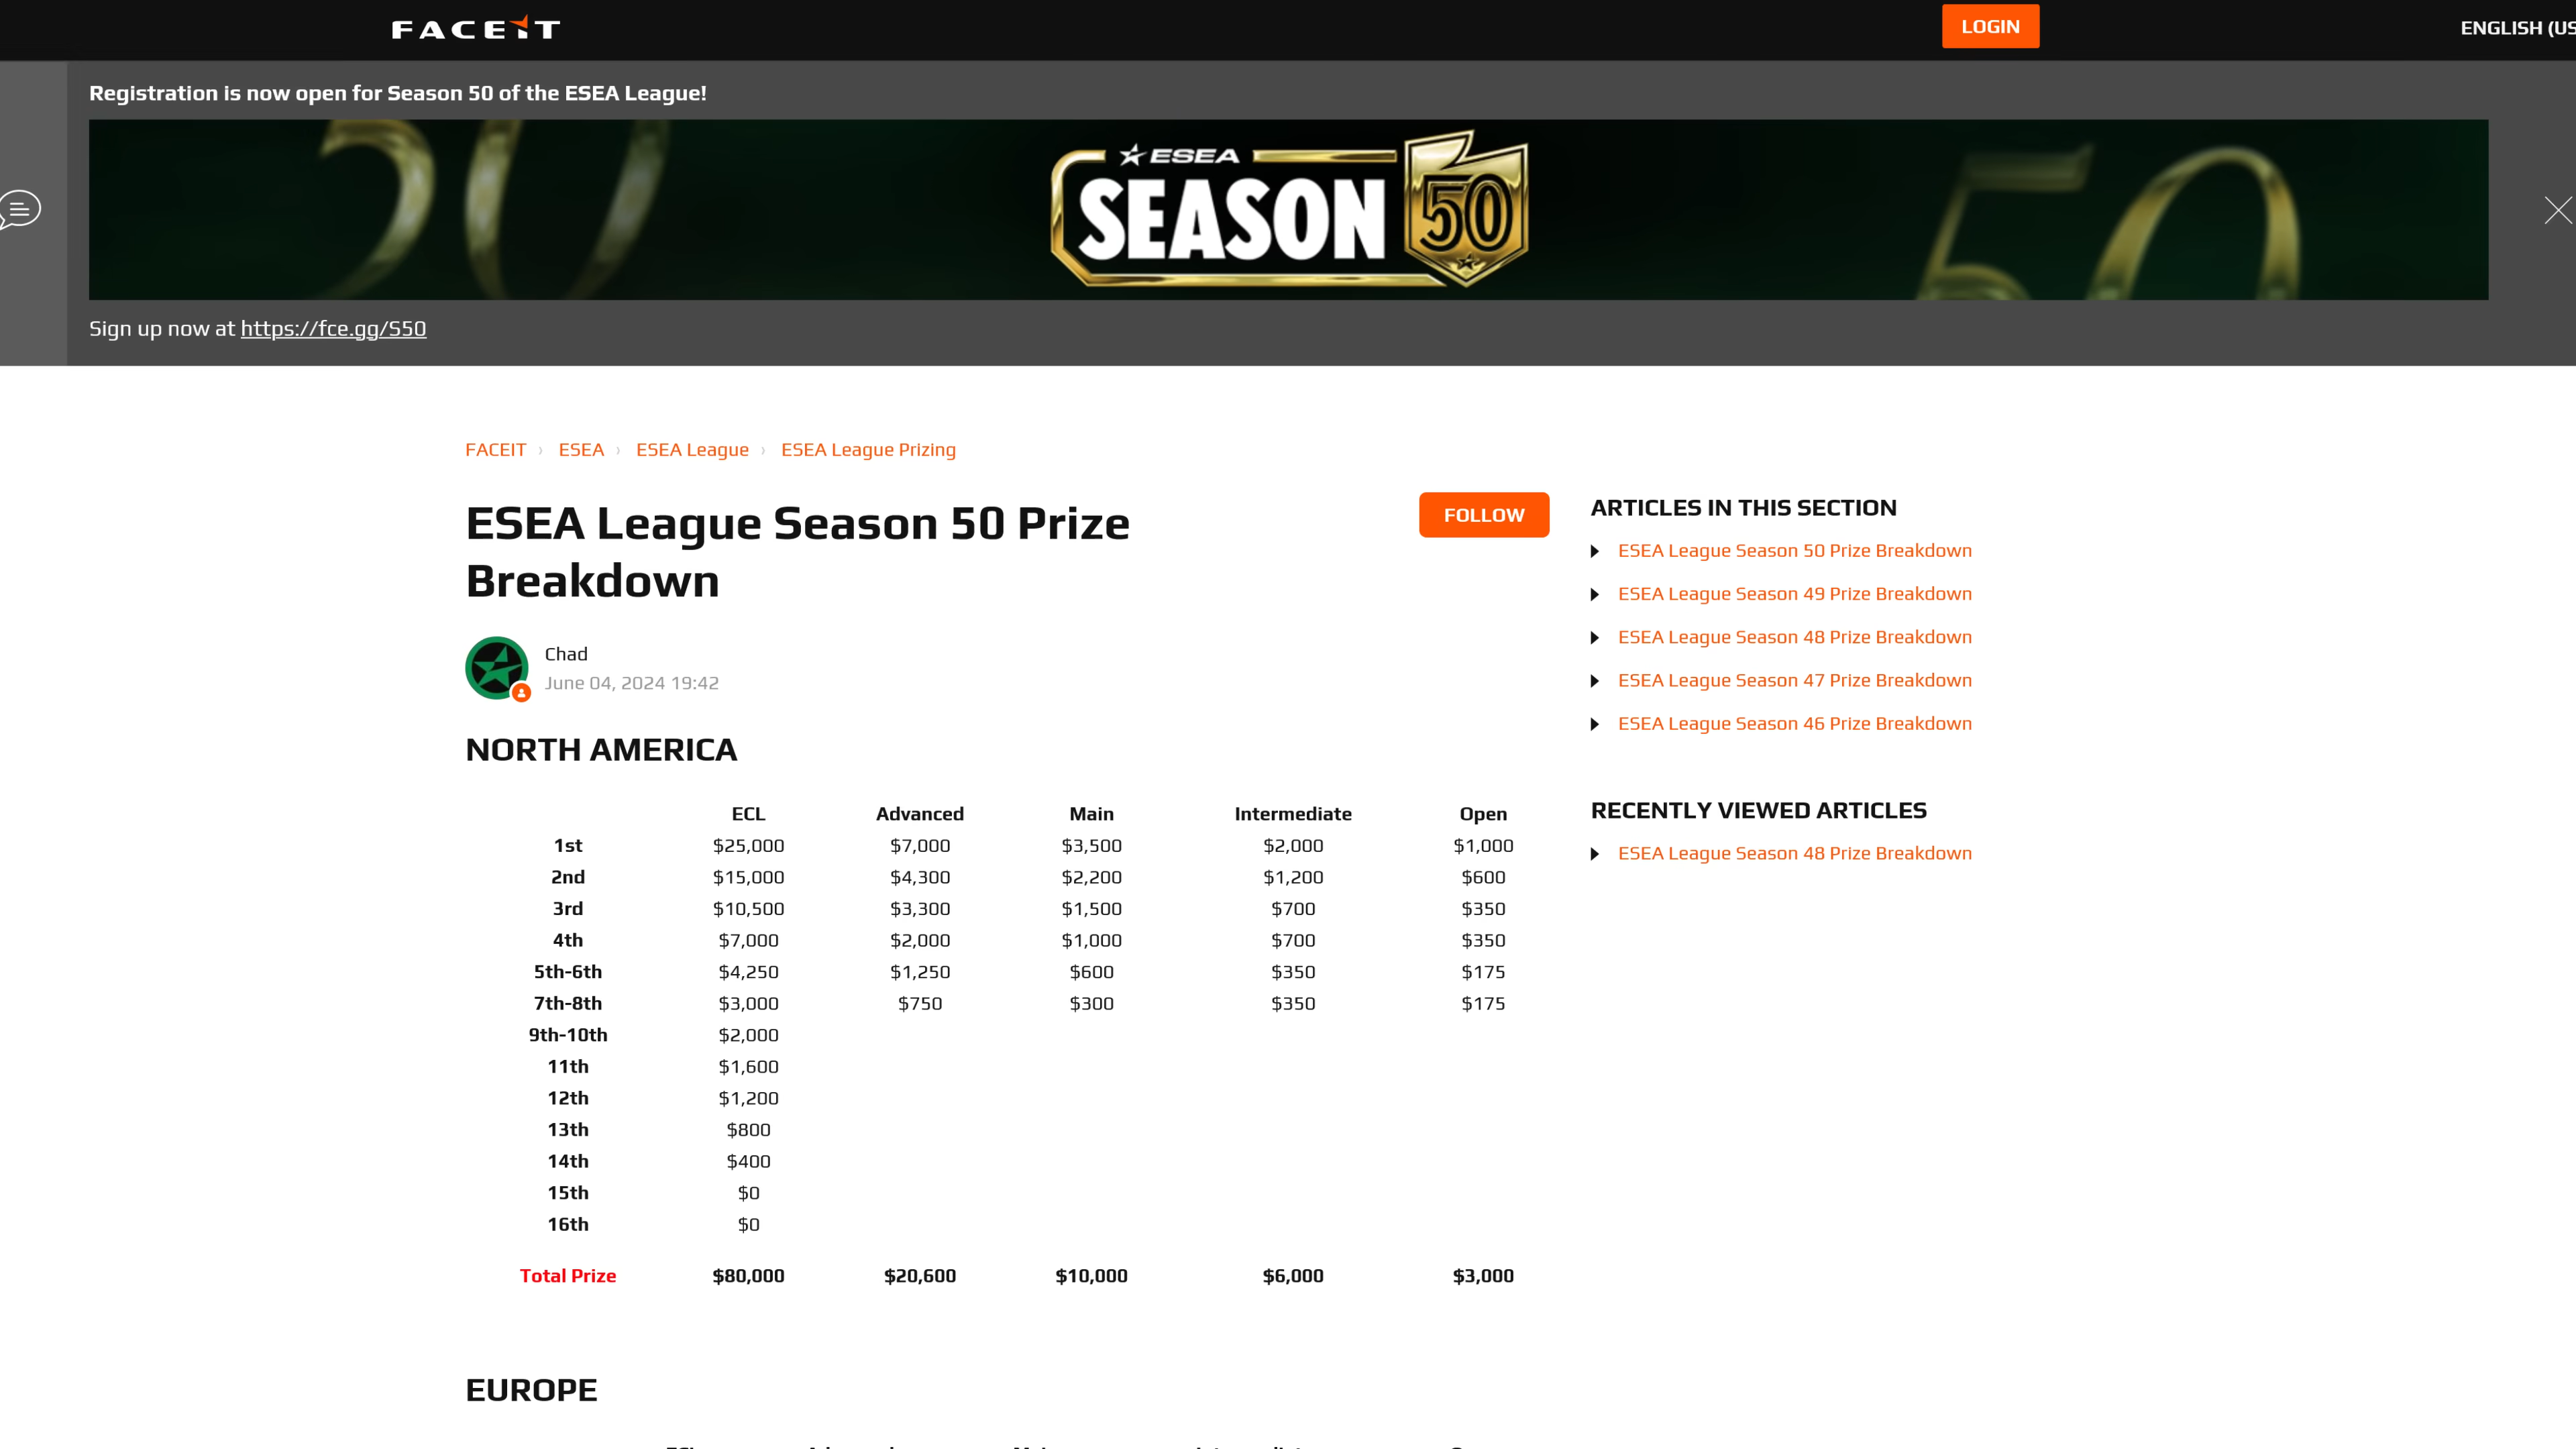 FACEIT
LOGIN
ENGLISH (US
Registration is now open for Season 50 of the ESEA League!
50
ESEA
SEASON
50
50
Sign up now at https://fce.gg/S50
FACEIT › ESEA › ESEA League › ESEA League Prizing
ESEA League Season 50 Prize
Breakdown
FOLLOW
Chad
June 04, 2024 19:42
NORTH AMERICA
ECL Advanced Main Intermediate Open
1st $25,000 $7,000 $3,500 $2,000 $1,000
2nd $15,000 $4,300 $2,200 $1,200 $600
3rd $10,500 $3,300 $1,500 $700 $350
4th $7,000 $2,000 $1,000 $700 $350
5th-6th $4,250 $1,250 $600 $350 $175
7th-8th $3,000 $750 $300 $350 $175
9th-10th $2,000
11th $1,600
12th $1,200
13th $800
14th $400
15th $0
16th $0
Total Prize $80,000 $20,600 $10,000 $6,000 $3,000
EUROPE
ARTICLES IN THIS SECTION
ESEA League Season 50 Prize Breakdown
ESEA League Season 49 Prize Breakdown
ESEA League Season 48 Prize Breakdown
ESEA League Season 47 Prize Breakdown
ESEA League Season 46 Prize Breakdown
RECENTLY VIEWED ARTICLES
ESEA League Season 48 Prize Breakdown